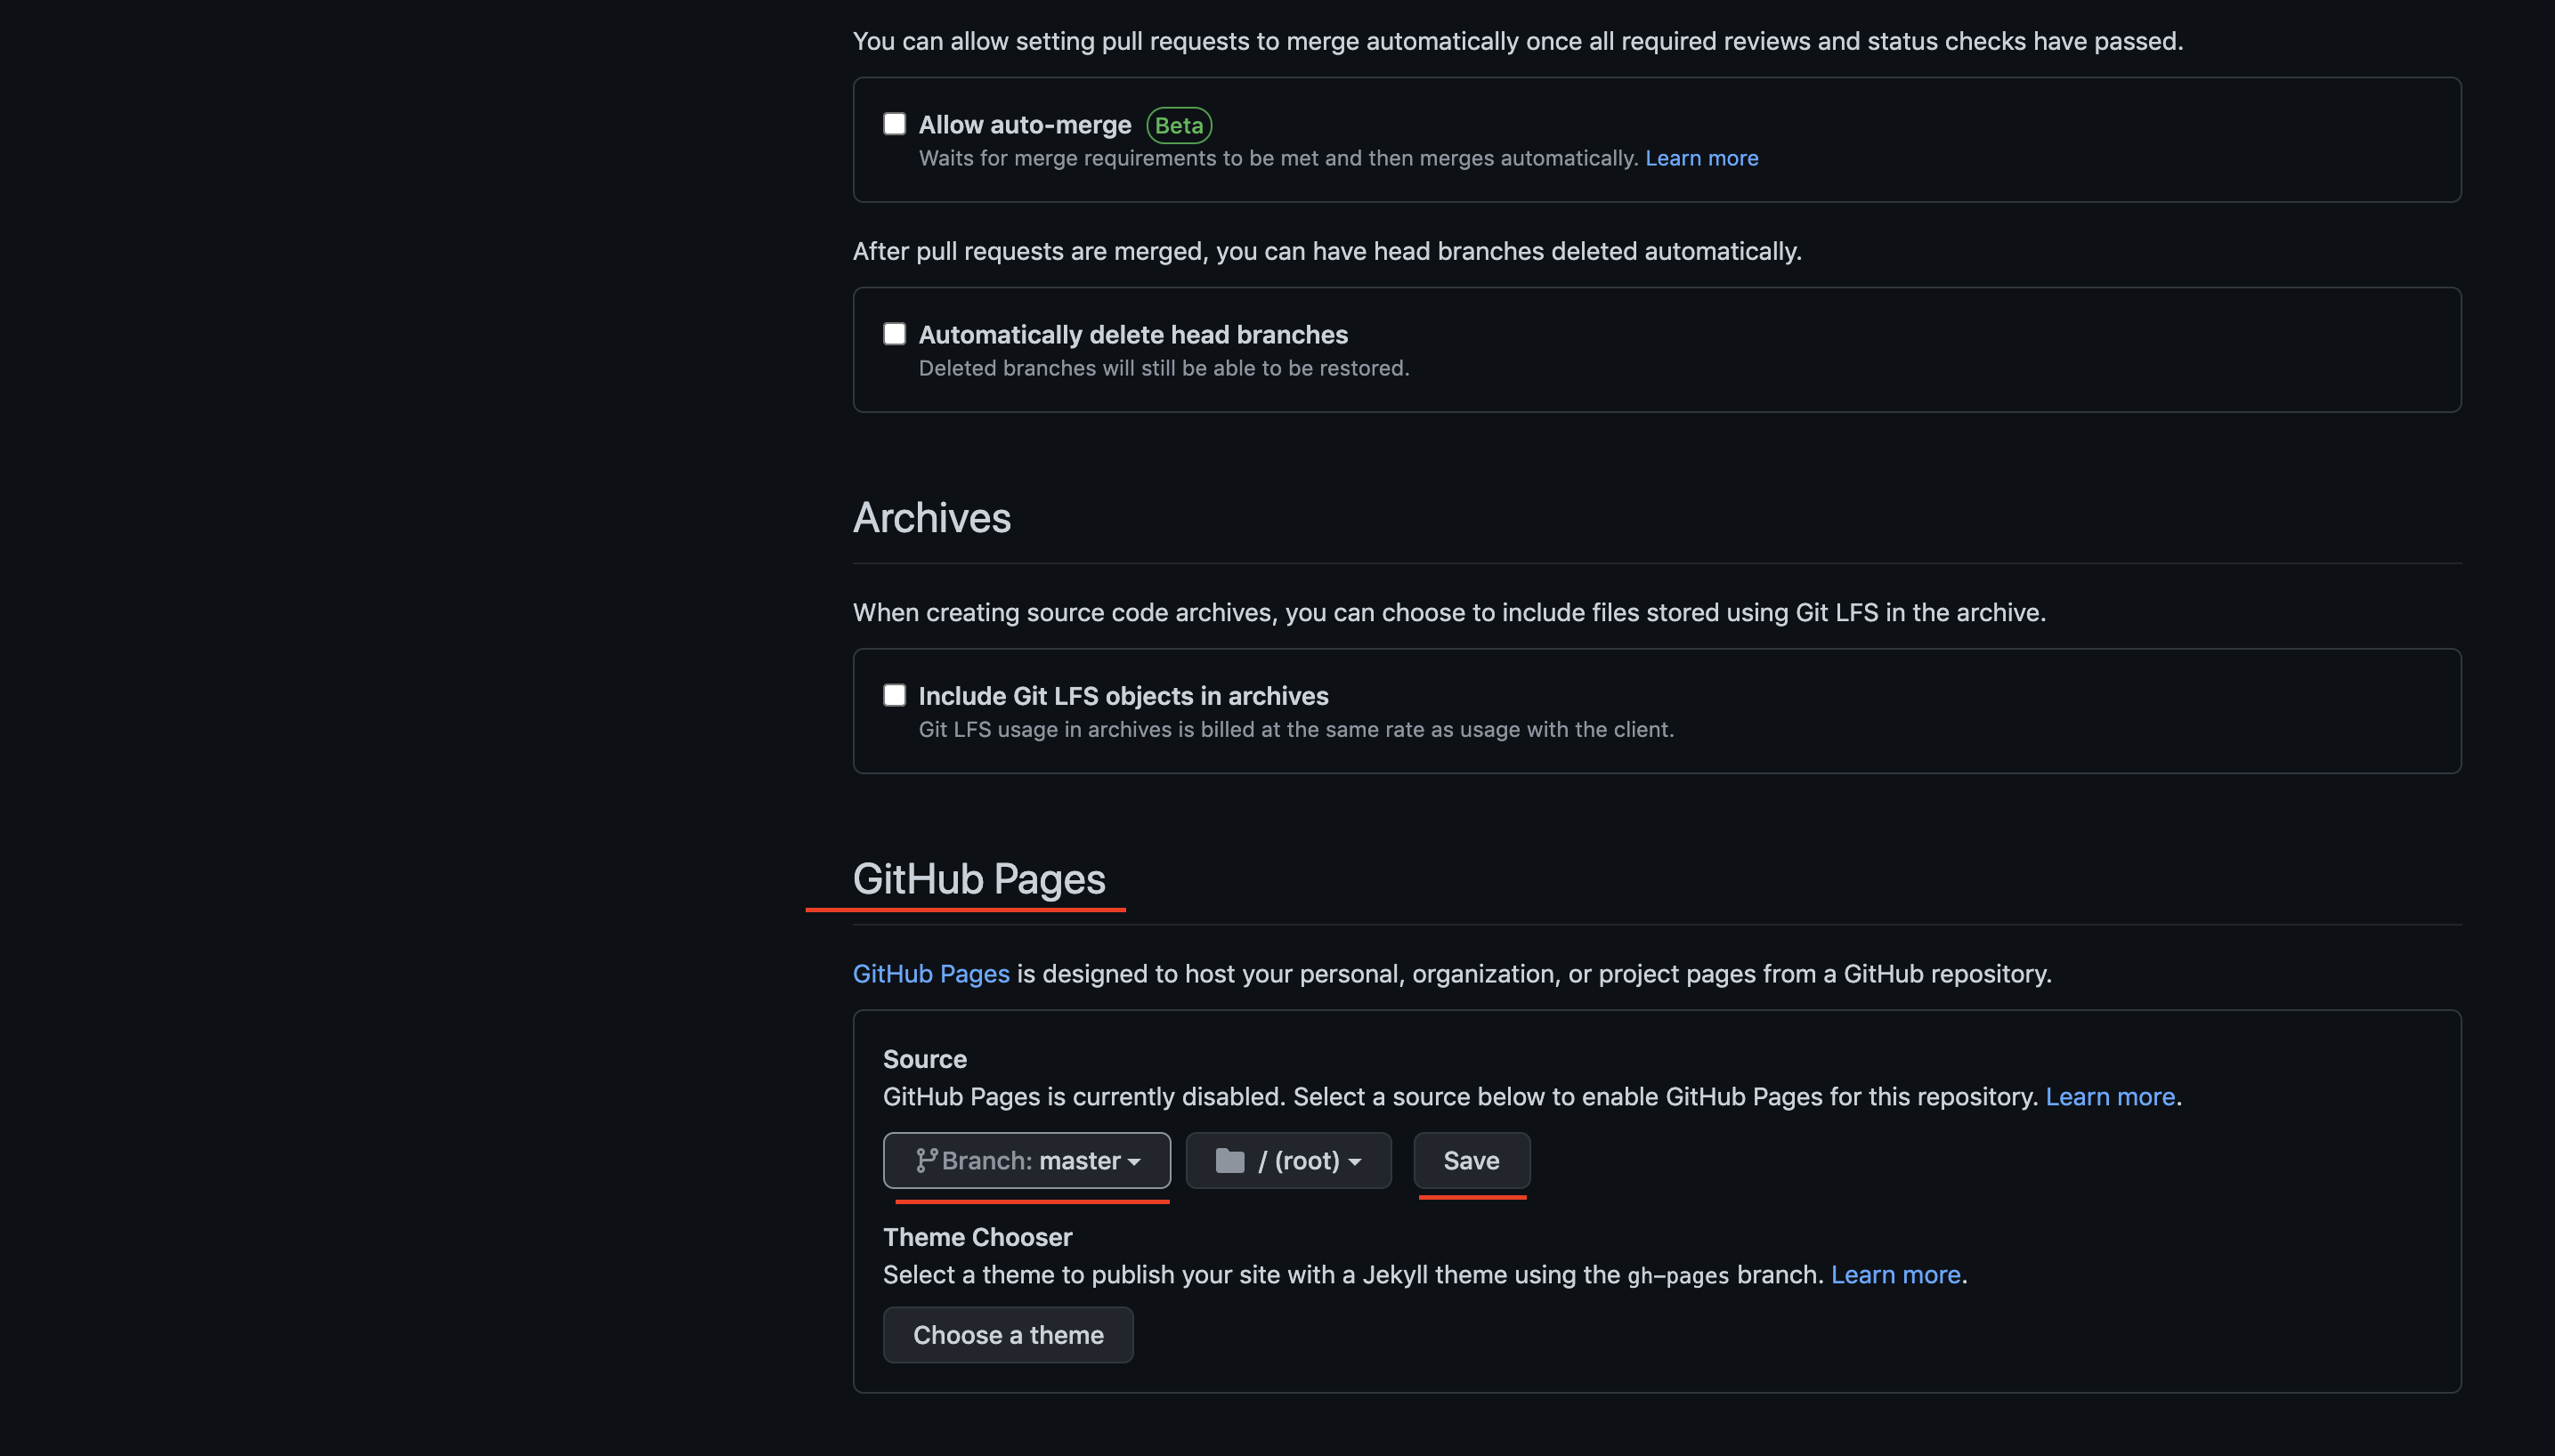 You can allow setting pull requests to merge automatically once all required reviews and status checks have passed.
Allow auto-merge Beta
Waits for merge requirements to be met and then merges automatically. Learn more
After pull requests are merged, you can have head branches deleted automatically.
Automatically delete head branches
Deleted branches will still be able to be restored.
Archives
When creating source code archives, you can choose to include files stored using Git LFS in the archive.
Include Git LFS objects in archives
Git LFS usage in archives is billed at the same rate as usage with the client.
GitHub Pages
GitHub Pages is designed to host your personal, organization, or project pages from a GitHub repository.
Source
GitHub Pages is currently disabled. Select a source below to enable GitHub Pages for this repository. Learn more.
Branch: master / (root) Save
Theme Chooser
Select a theme to publish your site with a Jekyll theme using the gh-pages branch. Learn more.
Choose a theme